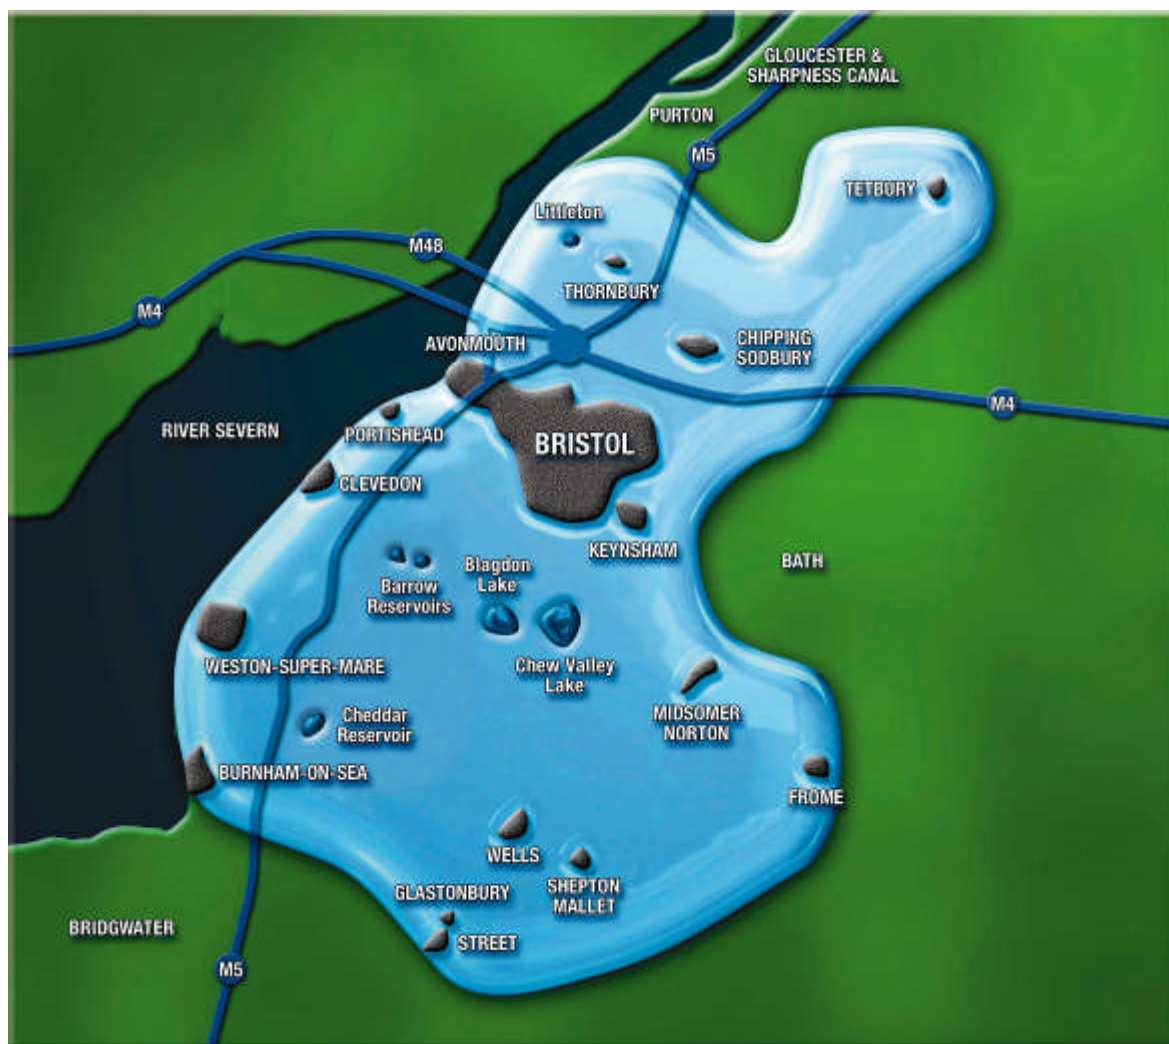 GLOUCESTER &
SHARPNESS CANAL
PURTON
M5
TETBURY
Littleton
M48
THORNBURY
M4
AVONMOUTH
CHIPPING
SODBURY
M4
PORTISHEAD
RIVER SEVERN
BRISTOL
CLEVEDON
KEYNSHAM
BATH
Blagdon
Lake
Barrow
Reservoirs
WESTON-SUPER-MARE
Chew Valley
Lake
MIDSOMER
NORTON
Cheddar
Reservoir
BURNHAM-ON-SEA
FROME
WELLS
SHEPTON
MALLET
GLASTONBURY
STREET
BRIDGWATER
M5